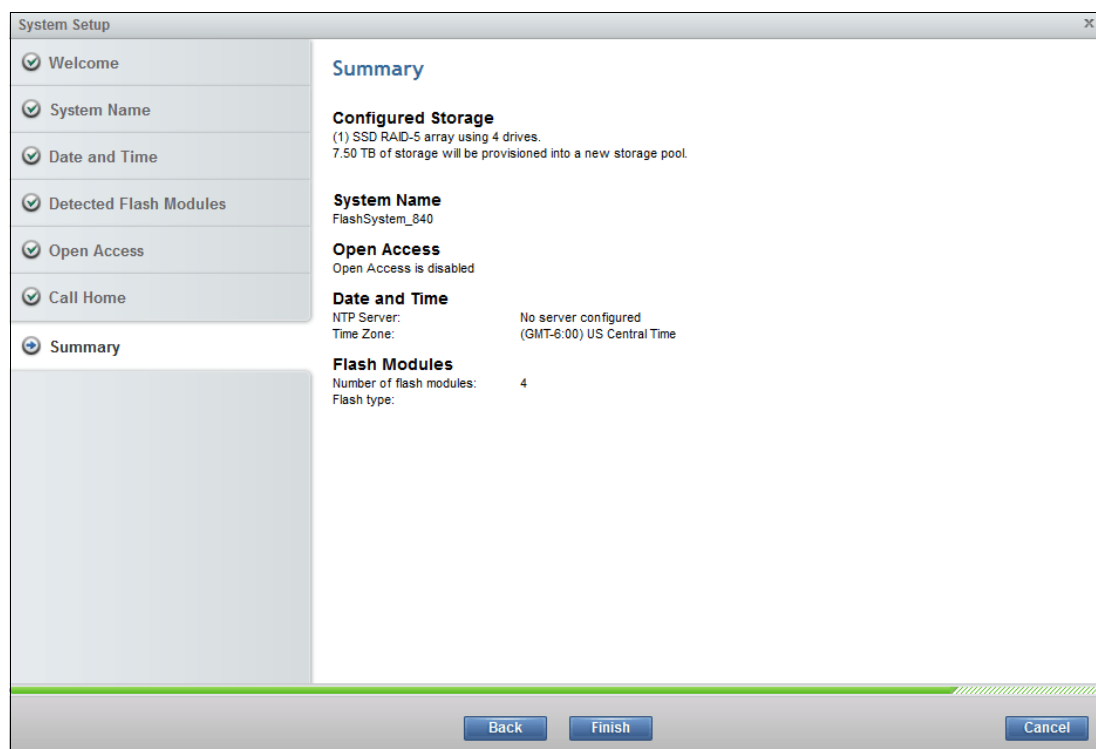 System Setup
x
Welcome
System Name
Date and Time
Detected Flash Modules
Open Access
Call Home
Summary
Summary
Configured Storage
(1) SSD RAID-5 array using 4 drives.
7.50 TB of storage will be provisioned into a new storage pool.
System Name
FlashSystem_840
Open Access
Open Access is disabled
Date and Time
NTP Server: No server configured
Time Zone: (GMT-6:00) US Central Time
Flash Modules
Number of flash modules: 4
Flash type:
Back Finish Cancel